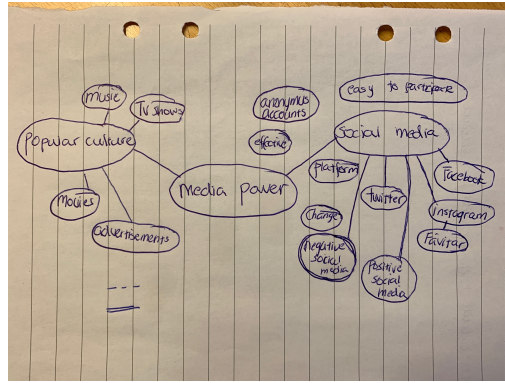 music
TV shows
popular culture
movies
advertisements
media power
anonymus
accounts
effective
easy to participate
social media
platform
twitter
Facebook
instagram
change
negative
social
media
Positive
social
media